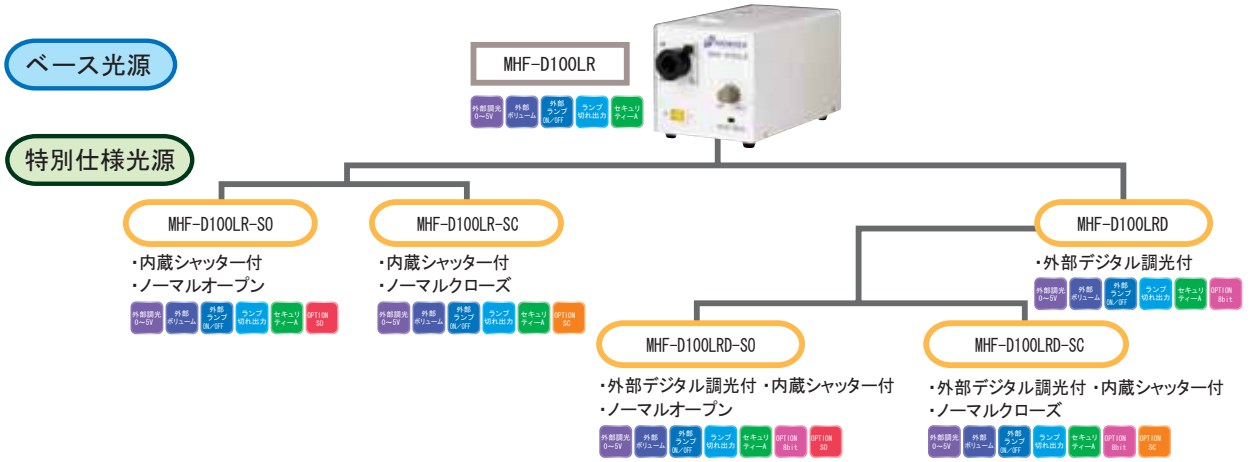 ベース光源
MHF-D100LR
外部調光
0～5V
外部
ボリューム
外部
ランプ
ON/OFF
ランプ
切れ出力
セキュリ
ティーA
特別仕様光源
MHF-D100LR-SO
・内蔵シャッター付
・ノーマルオープン
外部調光
0～5V
外部
ボリューム
外部
ランプ
ON/OFF
ランプ
切れ出力
セキュリ
ティーA
OPTION
SO
MHF-D100LR-SC
・内蔵シャッター付
・ノーマルクローズ
外部調光
0～5V
外部
ボリューム
外部
ランプ
ON/OFF
ランプ
切れ出力
セキュリ
ティーA
OPTION
SC
MHF-D100LRD
・外部デジタル調光付
外部調光
0～5V
外部
ボリューム
外部
ランプ
ON/OFF
ランプ
切れ出力
セキュリ
ティーA
OPTION
8bit
MHF-D100LRD-SO
・外部デジタル調光付 ・内蔵シャッター付
・ノーマルオープン
外部調光
0～5V
外部
ボリューム
外部
ランプ
ON/OFF
ランプ
切れ出力
セキュリ
ティーA
OPTION
8bit
OPTION
SO
MHF-D100LRD-SC
・外部デジタル調光付 ・内蔵シャッター付
・ノーマルクローズ
外部調光
0～5V
外部
ボリューム
外部
ランプ
ON/OFF
ランプ
切れ出力
セキュリ
ティーA
OPTION
8bit
OPTION
SC